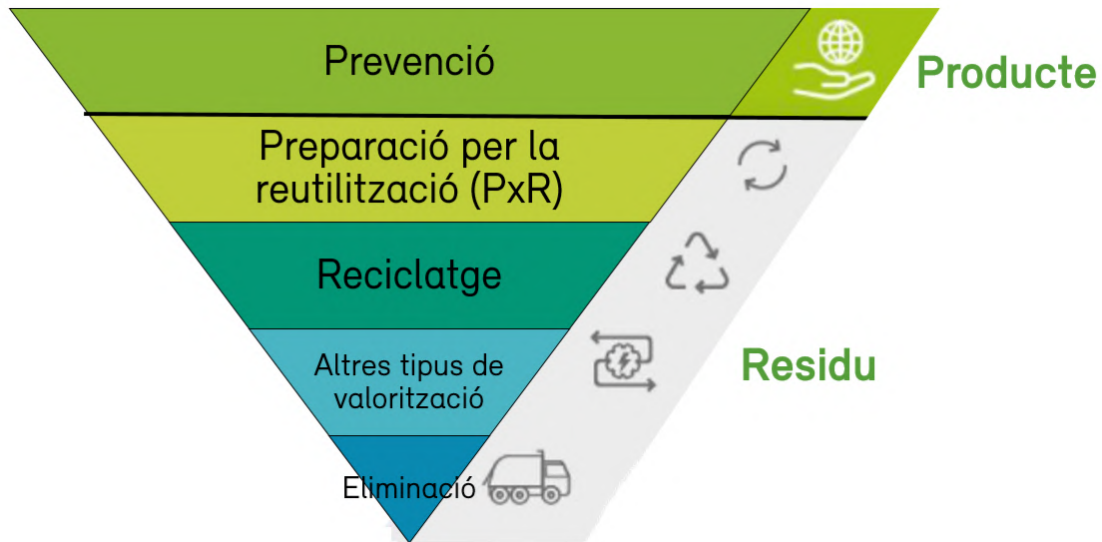 Prevenció
Producte
Preparació per la
reutilització (PxR)
Reciclatge
Altres tipus de
valorització
Residu
Eliminació